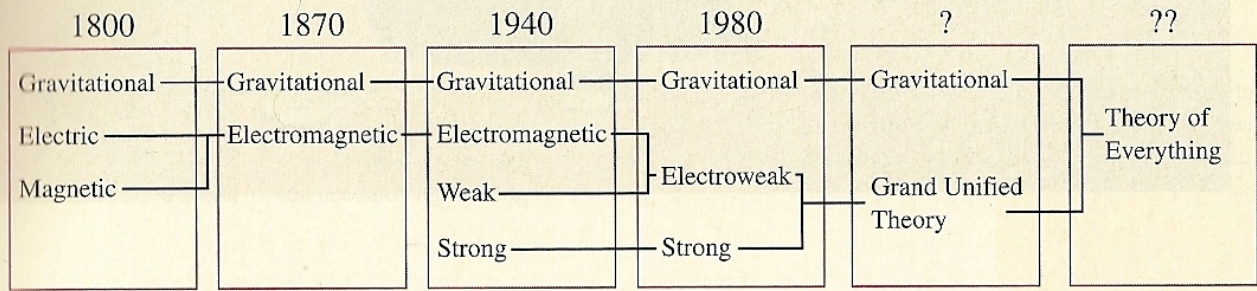 1800 1870 1940 1980 ? ??
Gravitational Gravitational Gravitational Gravitational Gravitational
Electric Electromagnetic Electromagnetic Theory of
Everything
Magnetic Weak Electroweak Grand Unified
Theory
Strong Strong